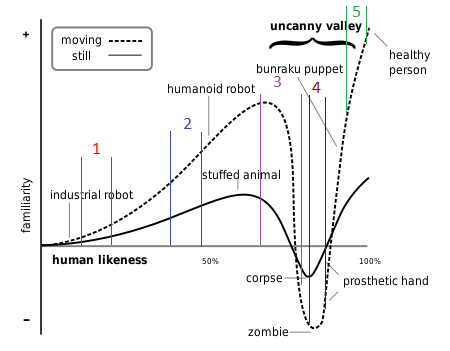 +
moving
still
uncanny valley
5
healthy
person
bunraku puppet
humanoid robot
3
4
2
1
stuffed animal
industrial robot
familiarity
human likeness
50%
100%
corpse
prosthetic hand
zombie
–